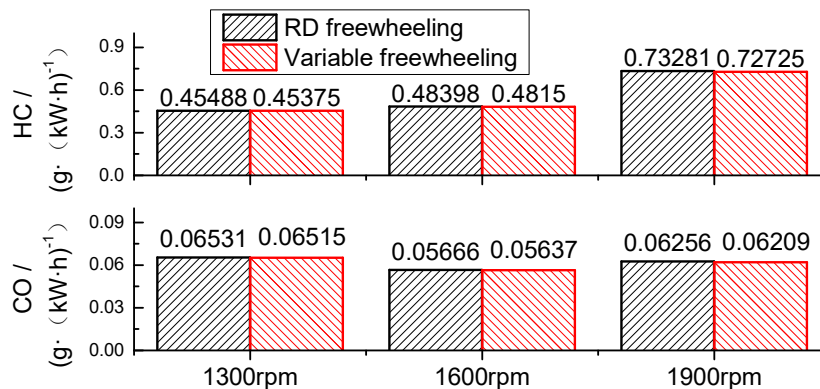 RD freewheeling
Variable freewheeling
HC /
(g·（kW·h)⁻¹)
0.9
0.6
0.3
0.0
0.45488 0.45375
0.48398 0.4815
0.73281 0.72725
CO /
(g·（kW·h)⁻¹)
0.09
0.06
0.03
0.00
0.06531 0.06515
0.05666 0.05637
0.06256 0.06209
1300rpm 1600rpm 1900rpm